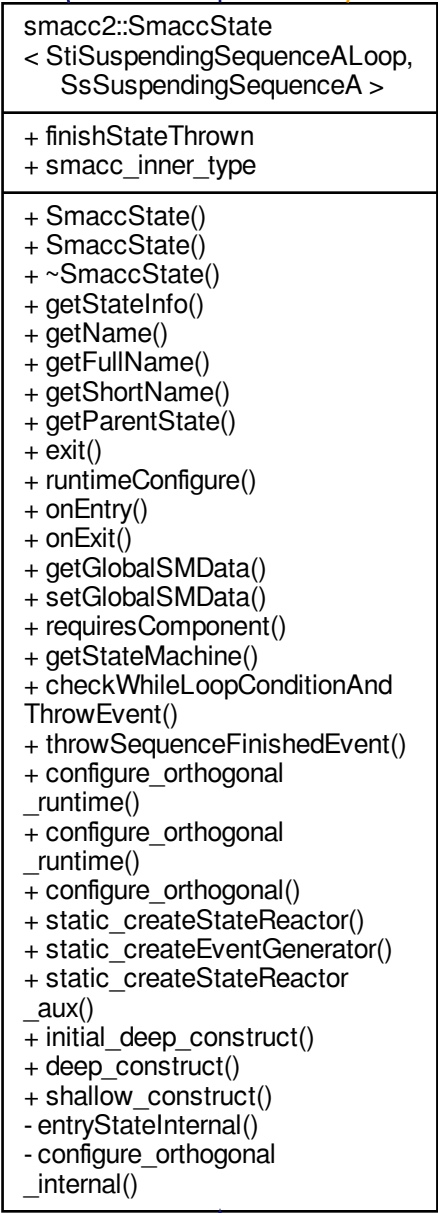 smacc2::SmaccState
< StiSuspendingSequenceALoop,
SsSuspendingSequenceA >
+ finishStateThrown
+ smacc_inner_type
+ SmaccState()
+ SmaccState()
+ ~SmaccState()
+ getStateInfo()
+ getName()
+ getFullName()
+ getShortName()
+ getParentState()
+ exit()
+ runtimeConfigure()
+ onEntry()
+ onExit()
+ getGlobalSMData()
+ setGlobalSMData()
+ requiresComponent()
+ getStateMachine()
+ checkWhileLoopConditionAnd
ThrowEvent()
+ throwSequenceFinishedEvent()
+ configure_orthogonal
_runtime()
+ configure_orthogonal
_runtime()
+ configure_orthogonal()
+ static_createStateReactor()
+ static_createEventGenerator()
+ static_createStateReactor
_aux()
+ initial_deep_construct()
+ deep_construct()
+ shallow_construct()
- entryStateInternal()
- configure_orthogonal
_internal()